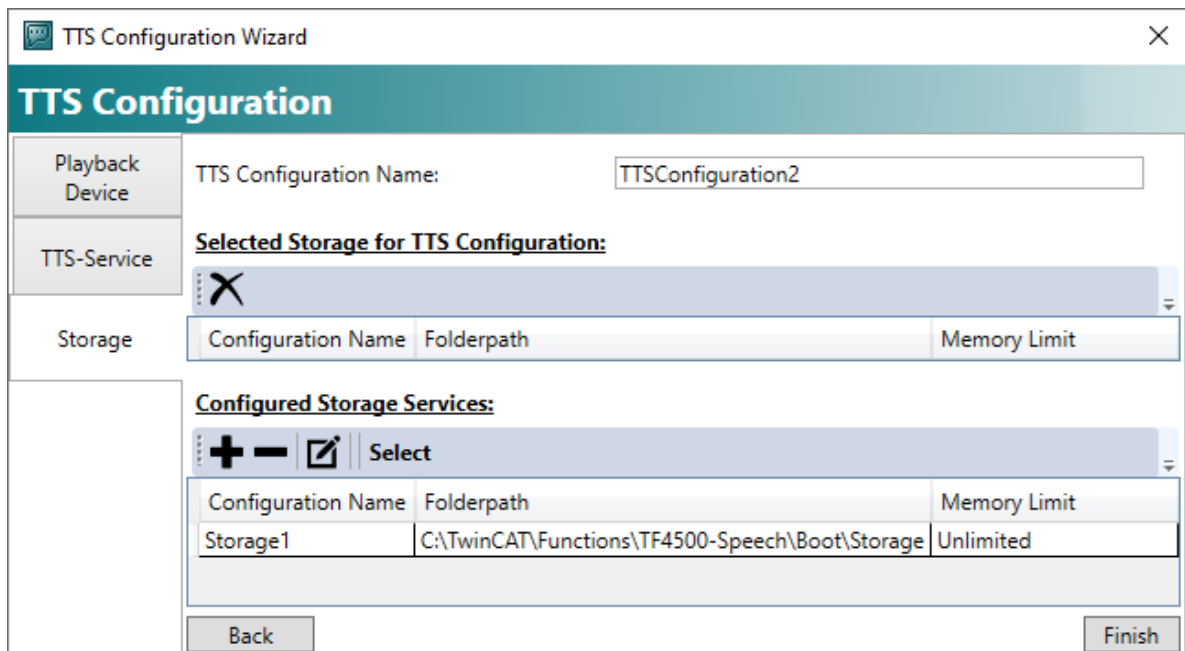 TTS Configuration Wizard
TTS Configuration
Playback
Device
TTS Configuration Name: TTSConfiguration2
TTS-Service
Selected Storage for TTS Configuration:
Storage
Configuration Name Folderpath Memory Limit
Configured Storage Services:
Select
Configuration Name Folderpath Memory Limit
Storage1 C:\TwinCAT\Functions\TF4500-Speech\Boot\Storage Unlimited
Back Finish